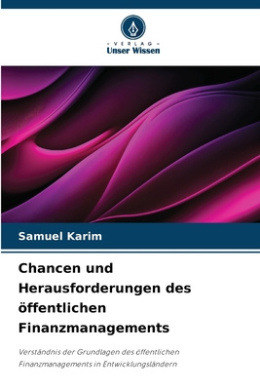 VERLAG
Unser Wissen
Samuel Karim
Chancen und
Herausforderungen des
öffentlichen
Finanzmanagements
Verständnis der Grundlagen des öffentlichen
Finanzmanagements in Entwicklungsländern